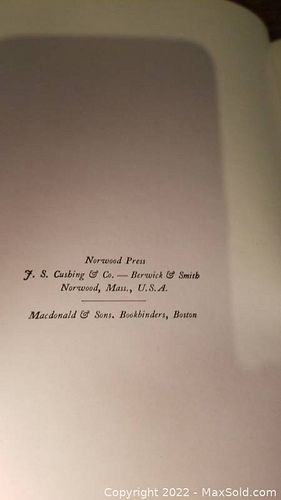 Norwood Press
J. S. Cushing & Co. — Berwick & Smith
Norwood, Mass., U.S.A.
Macdonald & Sons. Bookbinders, Boston
Copyright 2022 - MaxSold.com